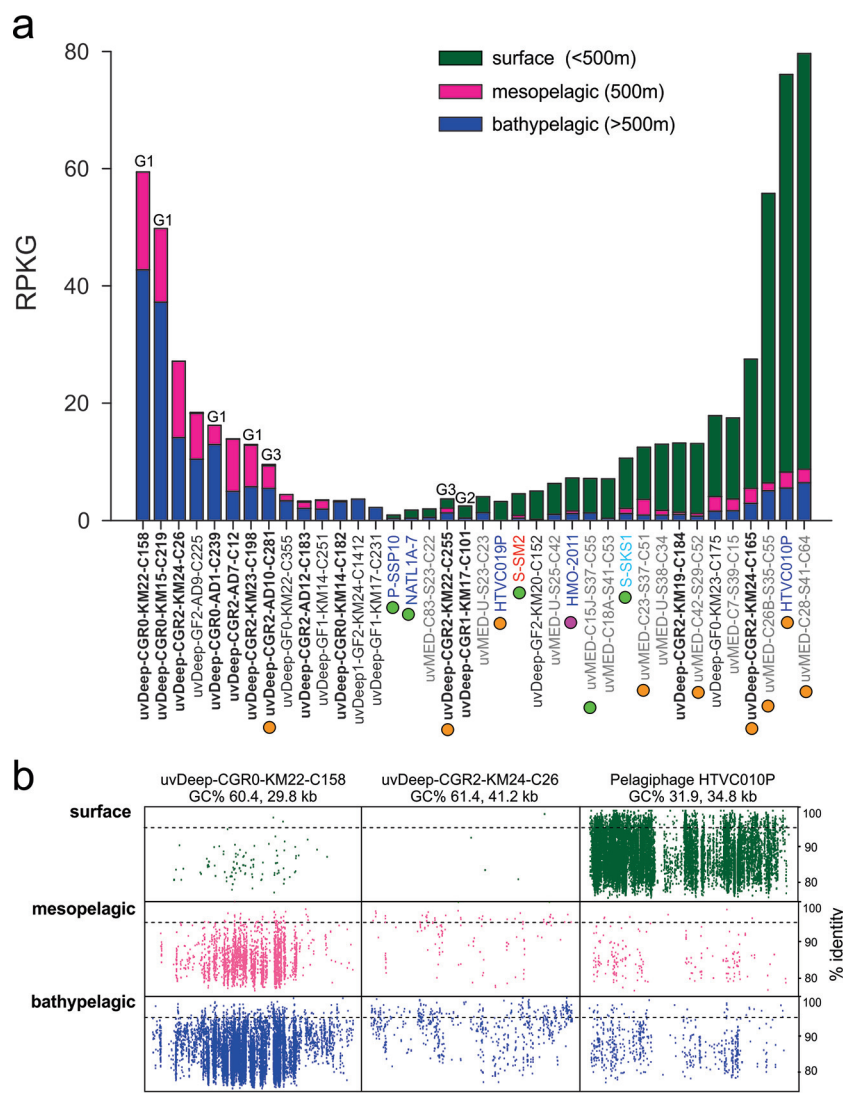 a
80
60
40
20
0
RPKG
surface (<500m)
mesopelagic (500m)
bathypelagic (>500m)
G1
G1
G1
G1
G3
G3
G2
uvDeep-CGR0-KM22-C158
uvDeep-CGR0-KM15-C219
uvDeep-CGR2-KM24-C26
uvDeep-GF2-AD9-C225
uvDeep-CGR0-AD1-C239
uvDeep-CGR2-AD7-C12
uvDeep-CGR2-KM23-C198
uvDeep-CGR2-AD10-C281
uvDeep-GF0-KM22-C355
uvDeep-CGR2-AD12-C183
uvDeep-GF1-KM14-C251
uvDeep-CGR0-KM14-C182
uvDeep1-GF2-KM24-C1412
uvDeep-GF1-KM17-C231
P-SSP10
NATL1A-7
uvMED-C83-S23-C22
uvDeep-CGR2-KM22-C255
uvDeep-CGR1-KM17-C101
uvMED-U-S23-C23
HTVC019P
S-SM2
uvDeep-GF2-KM20-C152
uvMED-U-S25-C42
HMO-2011
uvMED-C15J-S37-C55
uvMED-C18A-S41-C53
S-SKS1
uvMED-C23-S37-C51
uvMED-U-S38-C34
uvDeep-CGR2-KM19-C184
uvMED-C42-S29-C52
uvDeep-GF0-KM23-C175
uvMED-C7-S39-C15
uvDeep-CGR2-KM24-C165
uvMED-C26B-S35-C55
HTVC010P
uvMED-C28-S41-C64
b
uvDeep-CGR0-KM22-C158
GC% 60.4, 29.8 kb
uvDeep-CGR2-KM24-C26
GC% 61.4, 41.2 kb
Pelagiphage HTVC010P
GC% 31.9, 34.8 kb
surface
100
90
80
mesopelagic
100
90
80
bathypelagic
100
90
80
% identity